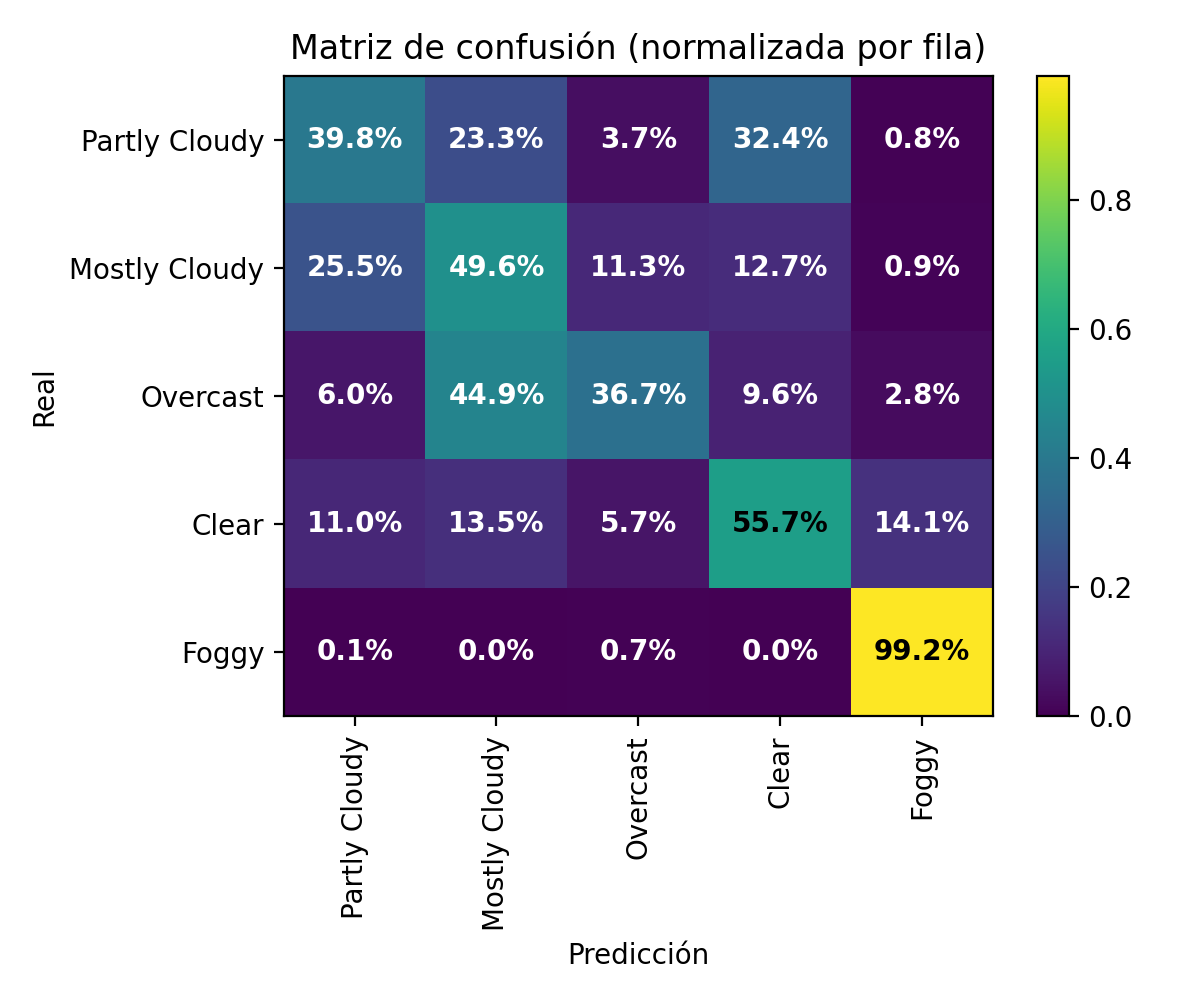 Matriz de confusión (normalizada por fila)
Real
Partly Cloudy 39.8% 23.3% 3.7% 32.4% 0.8%
Mostly Cloudy 25.5% 49.6% 11.3% 12.7% 0.9%
Overcast 6.0% 44.9% 36.7% 9.6% 2.8%
Clear 11.0% 13.5% 5.7% 55.7% 14.1%
Foggy 0.1% 0.0% 0.7% 0.0% 99.2%
Partly Cloudy
Mostly Cloudy
Overcast
Clear
Foggy
Predicción
0.8
0.6
0.4
0.2
0.0